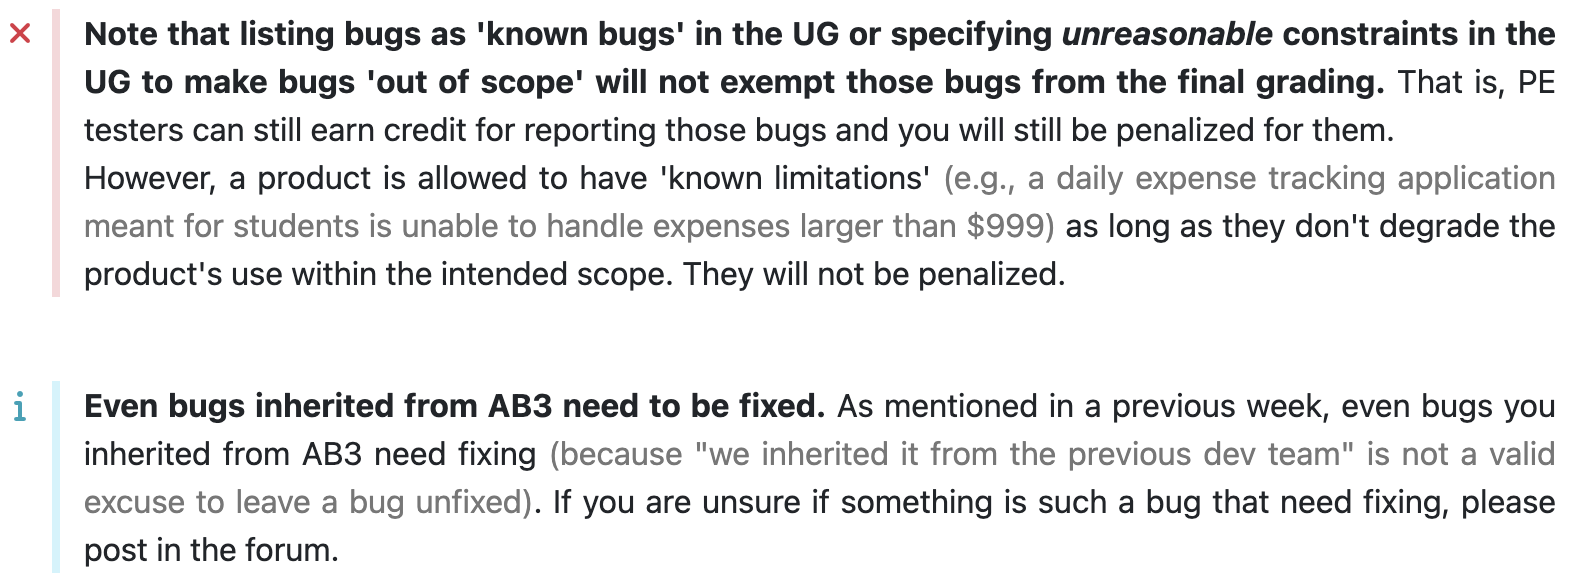 Note that listing bugs as 'known bugs' in the UG or specifying unreasonable constraints in the
UG to make bugs 'out of scope' will not exempt those bugs from the final grading. That is, PE
testers can still earn credit for reporting those bugs and you will still be penalized for them.
However, a product is allowed to have 'known limitations' (e.g., a daily expense tracking application
meant for students is unable to handle expenses larger than $999) as long as they don't degrade the
product's use within the intended scope. They will not be penalized.
Even bugs inherited from AB3 need to be fixed. As mentioned in a previous week, even bugs you
inherited from AB3 need fixing (because "we inherited it from the previous dev team" is not a valid
excuse to leave a bug unfixed). If you are unsure if something is such a bug that need fixing, please
post in the forum.